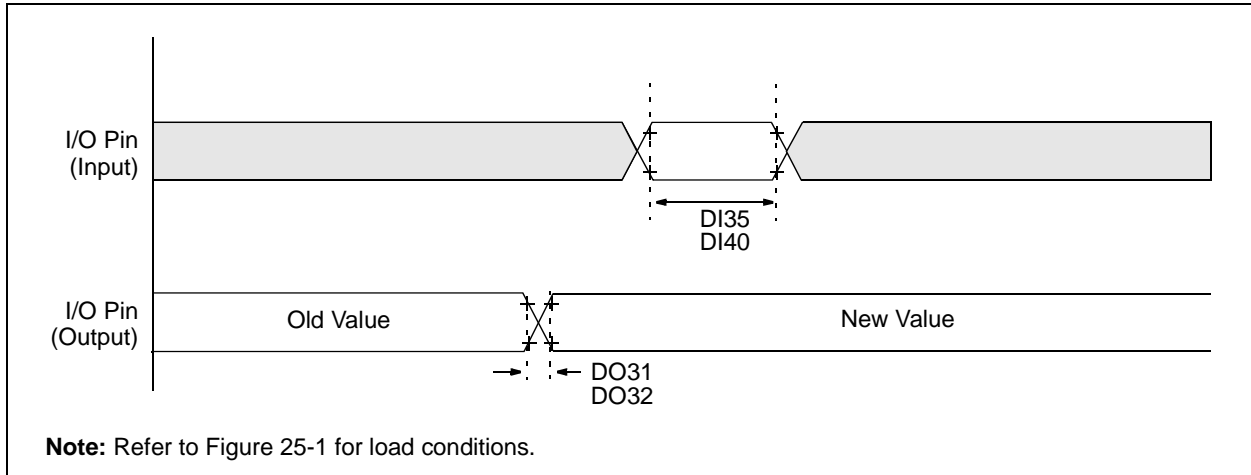 I/O Pin
(Input)
DI35
DI40
I/O Pin
(Output)
Old Value
New Value
DO31
DO32
Note: Refer to Figure 25-1 for load conditions.